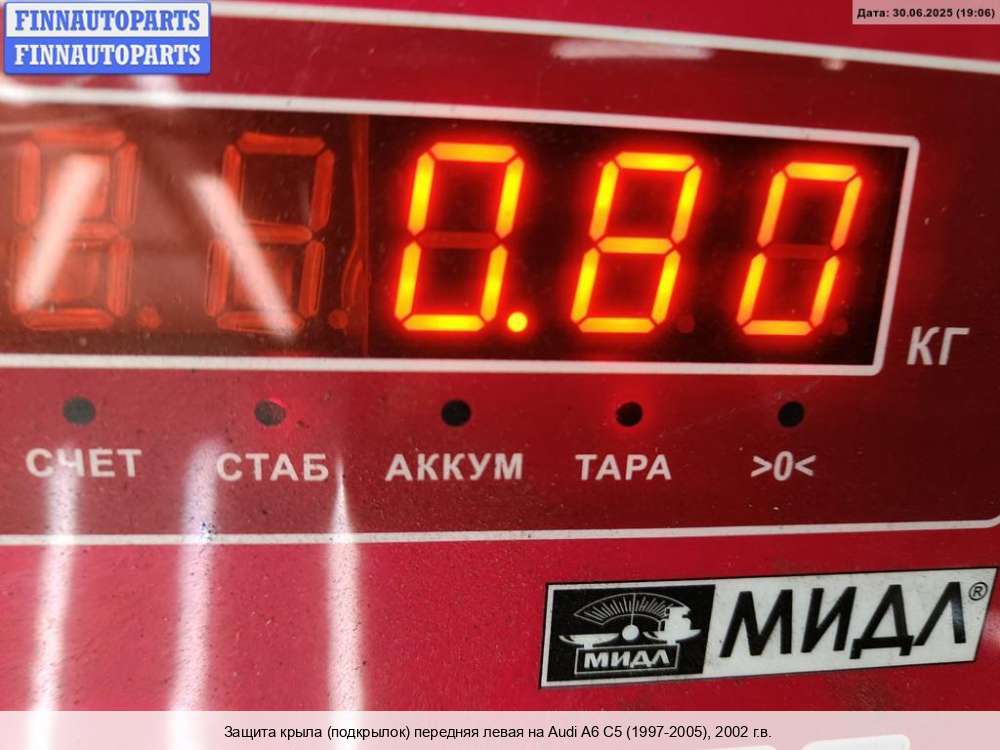 FINNAUTOPARTS
FINNAUTOPARTS
Дата: 30.06.2025 (19:06)
0.80
КГ
СЧЕТ СТАБ АККУМ ТАРА >0<
МИДЛ МИДЛ®
Защита крыла (подкрылок) передняя левая на Audi A6 C5 (1997-2005), 2002 г.в.